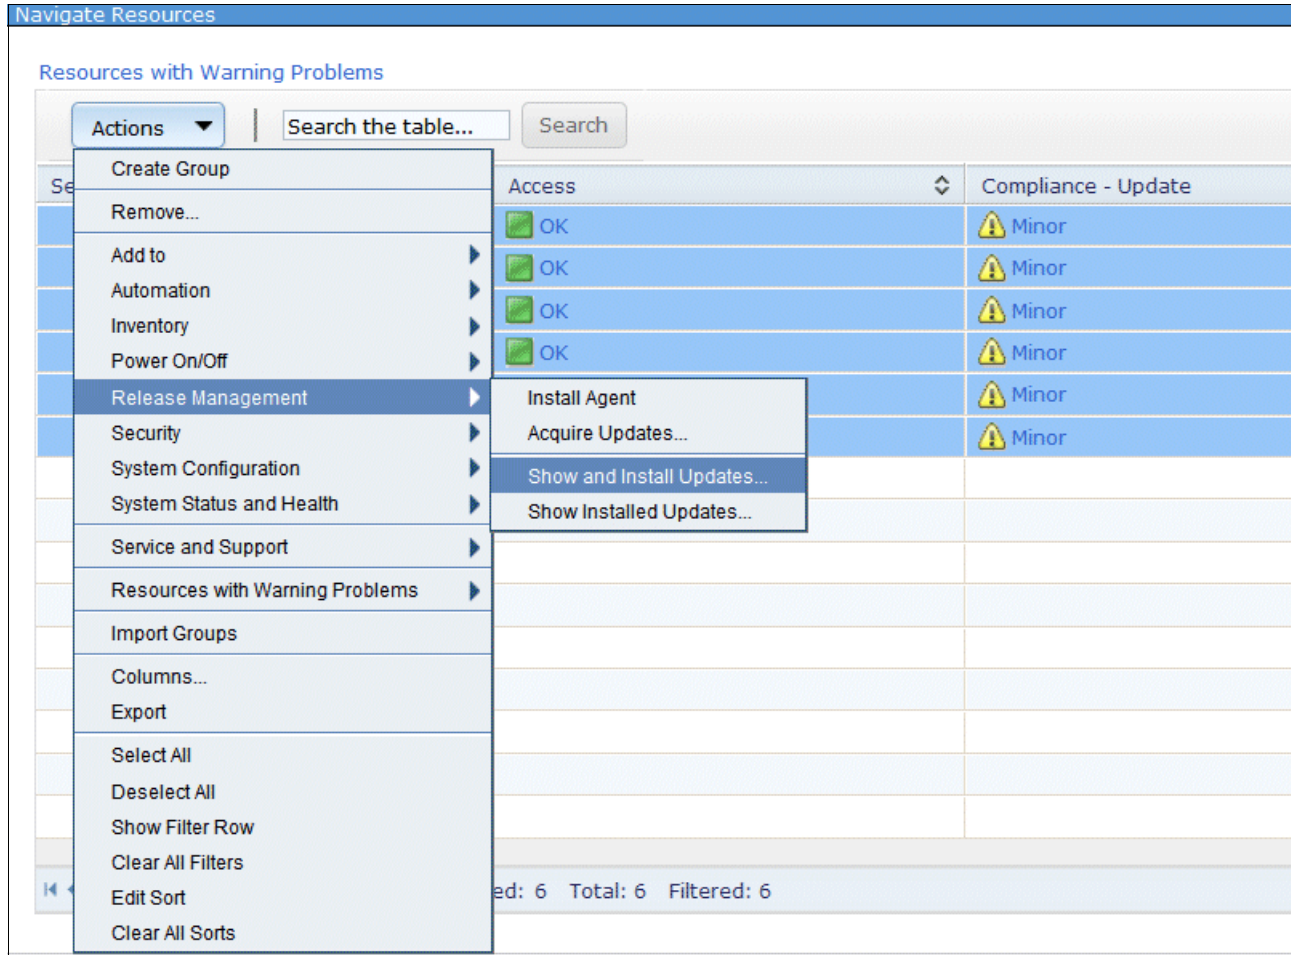 Navigate Resources
Resources with Warning Problems
Actions Search the table... Search
Create Group
Se Access Compliance - Update
Remove...
OK Minor
Add to
OK Minor
Automation
OK Minor
Inventory
Power On/Off
OK Minor
Release Management Install Agent Minor
Security Acquire Updates... Minor
System Configuration Show and Install Updates...
System Status and Health Show Installed Updates...
Service and Support
Resources with Warning Problems
Import Groups
Columns...
Export
Select All
Deselect All
Show Filter Row
Clear All Filters
ed: 6 Total: 6 Filtered: 6
Edit Sort
Clear All Sorts